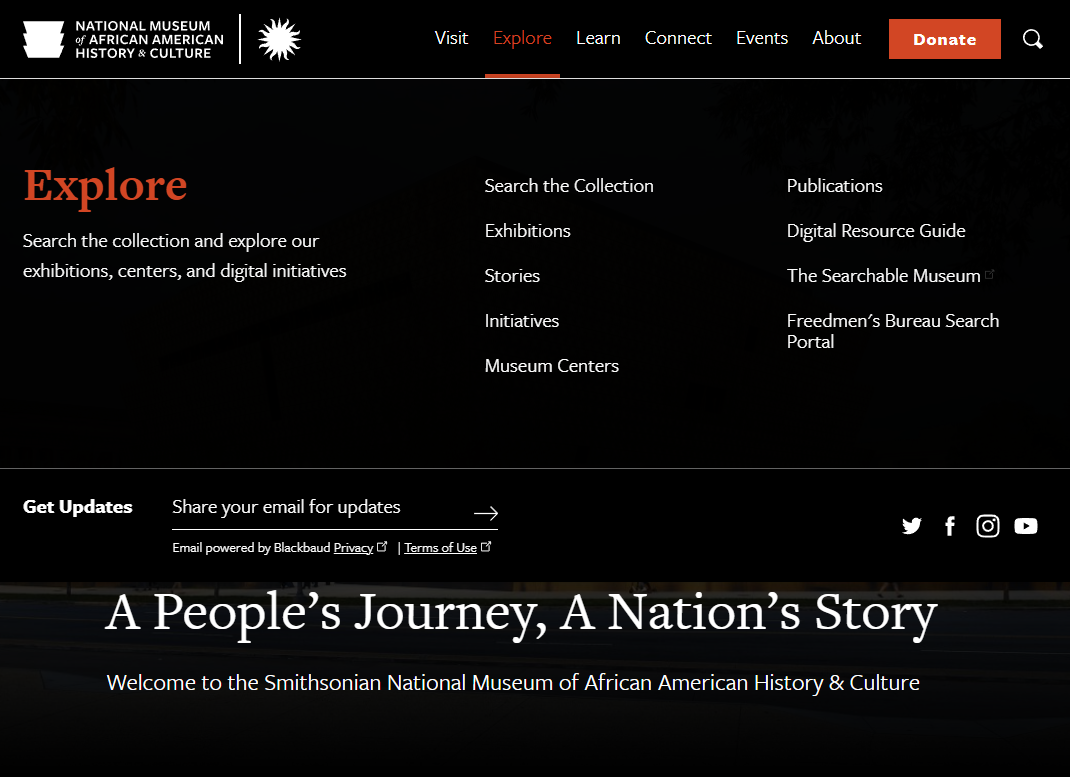 NATIONAL MUSEUM
of AFRICAN AMERICAN
HISTORY & CULTURE
Visit
Explore
Learn
Connect
Events
About
Donate
Explore
Search the collection and explore our
exhibitions, centers, and digital initiatives
Search the Collection
Exhibitions
Stories
Initiatives
Museum Centers
Publications
Digital Resource Guide
The Searchable Museum
Freedmen's Bureau Search
Portal
Get Updates
Share your email for updates
Email powered by Blackbaud Privacy | Terms of Use
A People’s Journey, A Nation’s Story
Welcome to the Smithsonian National Museum of African American History & Culture